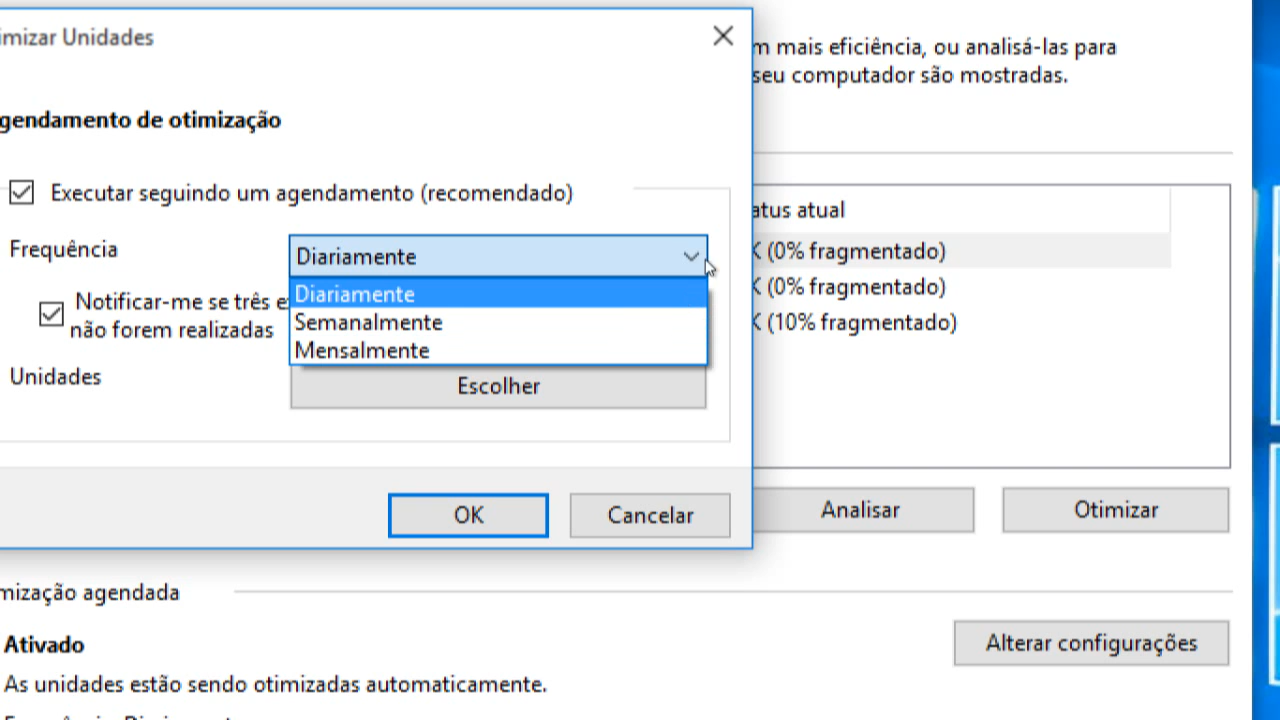 imizar Unidades
gendamento de otimização
Executar seguindo um agendamento (recomendado)
Frequência
Diariamente
Diariamente
Semanalmente
Mensalmente
Notificar-me se três e
não forem realizadas
Unidades
Escolher
OK
Cancelar
m mais eficiência, ou analisá-las para
seu computador são mostradas.
atus atual
K (0% fragmentado)
K (0% fragmentado)
K (10% fragmentado)
Analisar
Otimizar
mização agendada
Ativado
Alterar configurações
As unidades estão sendo otimizadas automaticamente.